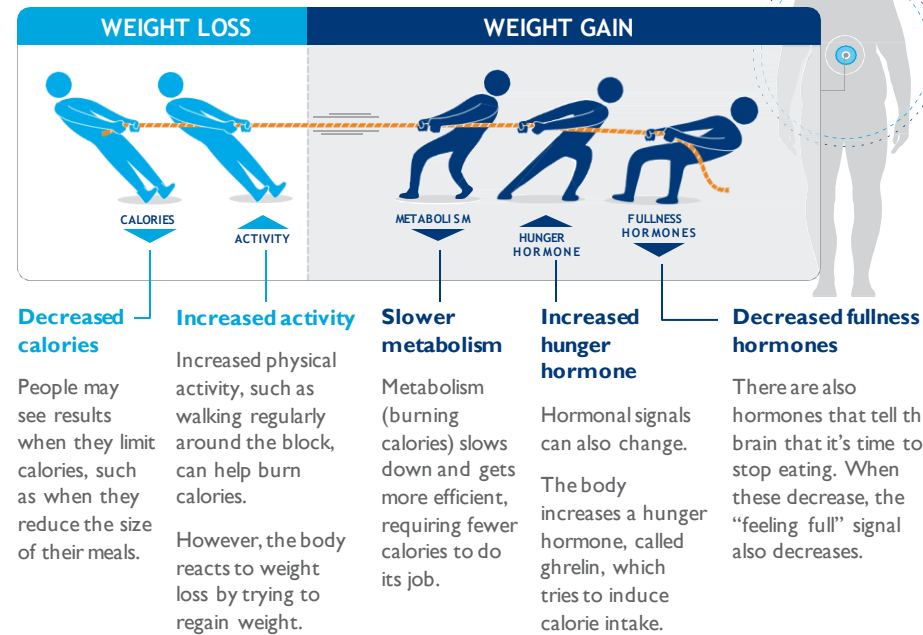 WEIGHT LOSS
WEIGHT GAIN
CALORIES
ACTIVITY
METABOLISM
HUNGER
HORMONE
FULLNESS
HORMONES
Decreased
calories
People may
see results
when they limit
calories, such
as when they
reduce the size
of their meals.
Increased activity
Increased physical
activity, such as
walking regularly
around the block,
can help burn
calories.
However, the body
reacts to weight
loss by trying to
regain weight.
Slower
metabolism
Metabolism
(burning
calories) slows
down and gets
more efficient,
requiring fewer
calories to do
its job.
Increased
hunger
hormone
Hormonal signals
can also change.
The body
increases a hunger
hormone, called
ghrelin, which
tries to induce
calorie intake.
Decreased fullness
hormones
There are also
hormones that tell th
brain that it's time to
stop eating. When
these decrease, the
“feeling full” signal
also decreases.